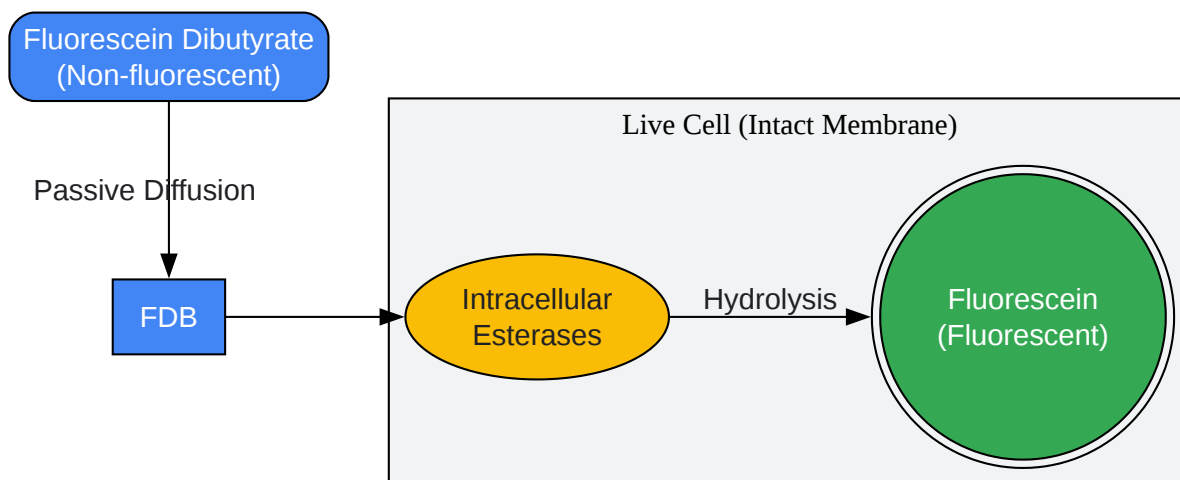 Fluorescein Dibutyrate
(Non-fluorescent)
Live Cell (Intact Membrane)
Passive Diffusion
FDB
Intracellular
Esterases
Hydrolysis
Fluorescein
(Fluorescent)